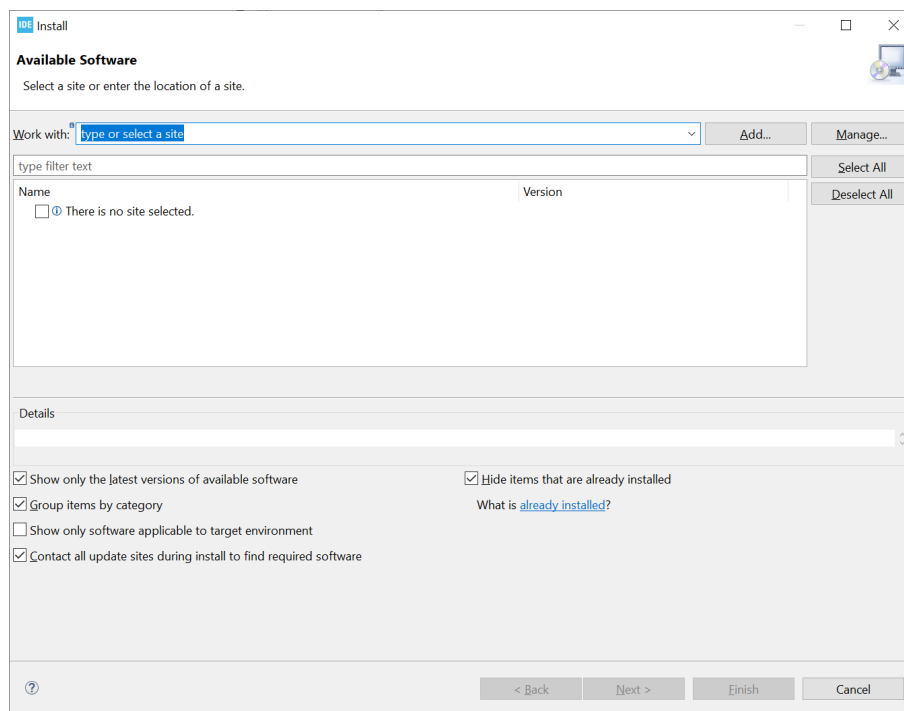 IDE Install
Available Software
Select a site or enter the location of a site.
Work with: type or select a site Add... Manage...
type filter text Select All
Name Version Deselect All
There is no site selected.
Details
Show only the latest versions of available software Hide items that are already installed
Group items by category What is already installed?
Show only software applicable to target environment
Contact all update sites during install to find required software
< Back Next > Finish Cancel